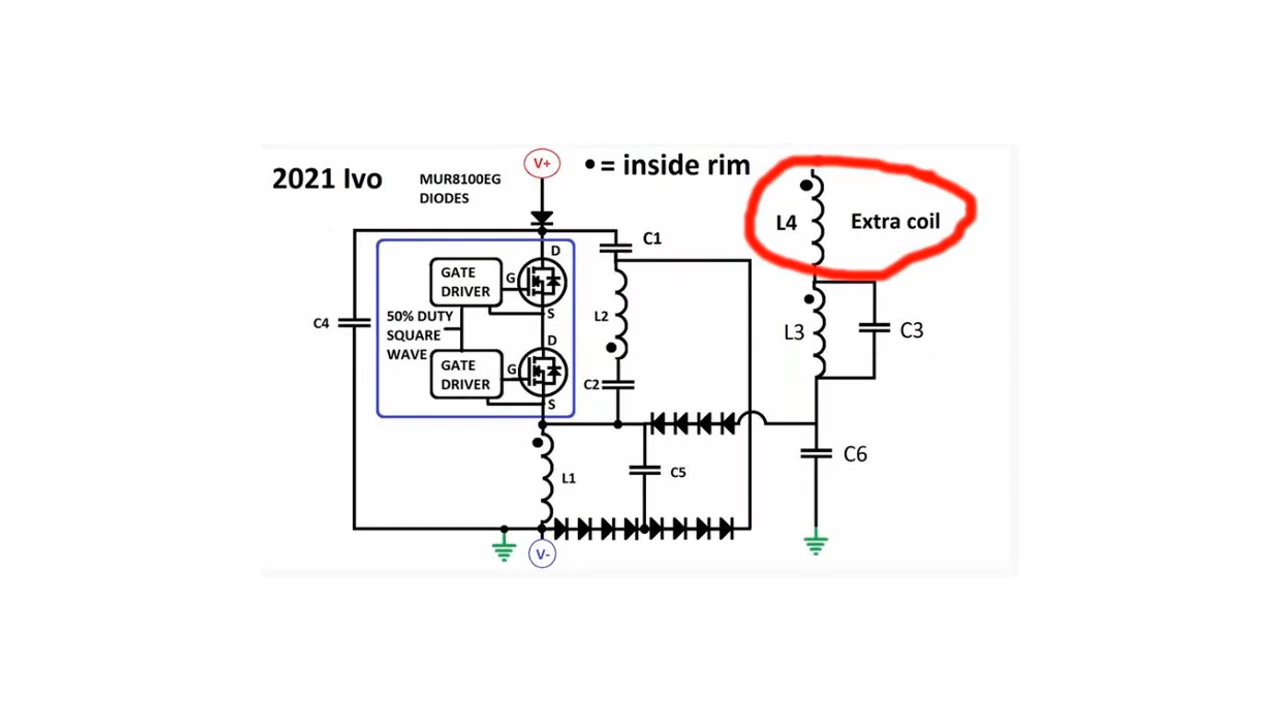 2021 Ivo
MUR8100EG
DIODES
V+
• = inside rim
L4
Extra coil
C1
D
GATE
DRIVER
G
S
L2
L3
C3
C4
50% DUTY
SQUARE
WAVE
D
GATE
DRIVER
G
S
C2
L1
C5
C6
V-